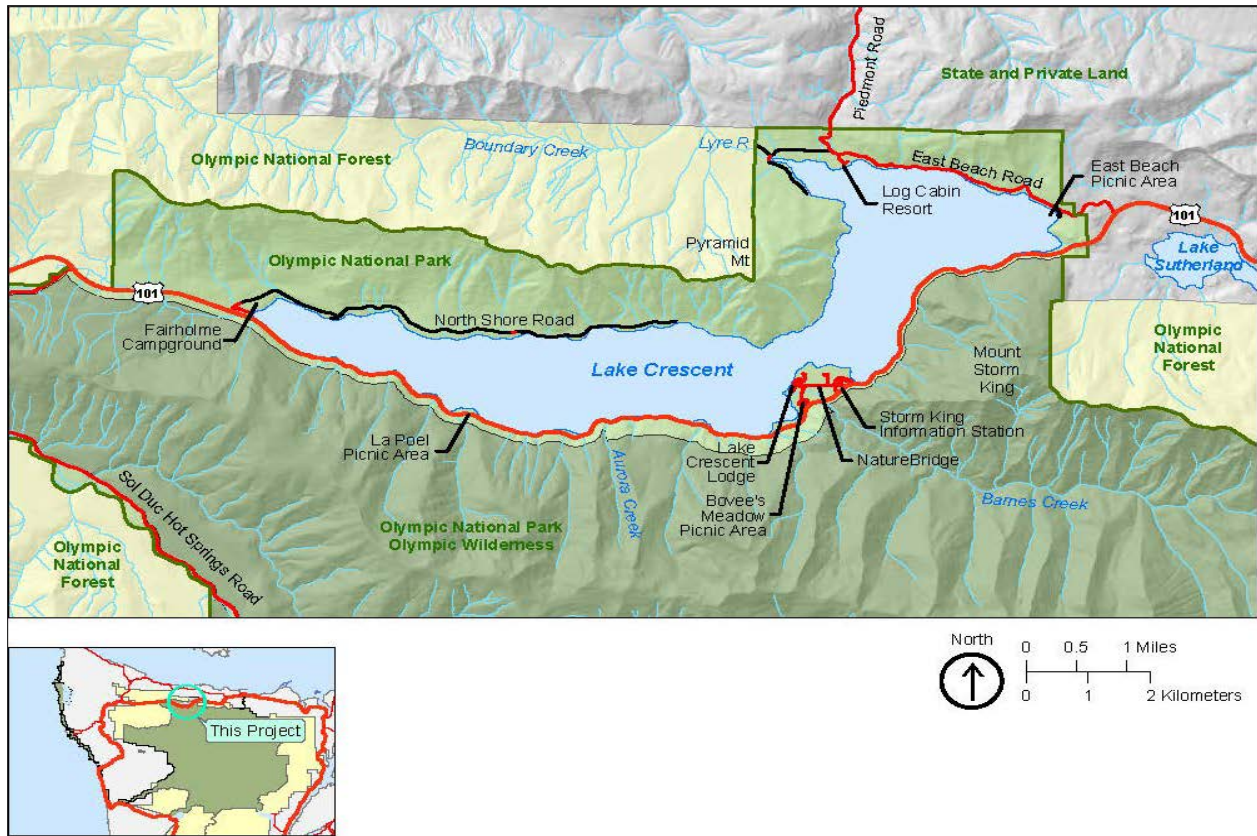 State and Private Land
Piedmont Road
Olympic National Forest
Boundary Creek
Lyre R
East Beach Road
East Beach
Picnic Area
Log Cabin
Resort
101
Lake
Sutherland
Pyramid
Mt
Olympic National Park
101
North Shore Road
Fairholme
Campground
Lake Crescent
Mount
Storm
King
Olympic
National
Forest
La Poel
Picnic Area
Lake
Crescent
Lodge
Storm King
Information Station
NatureBridge
Bovee's
Meadow
Picnic Area
Aurora Creek
Barnes Creek
Sol Duc Hot Springs Road
Olympic National Park
Olympic Wilderness
Olympic
National
Forest
North
0 0.5 1 Miles
0 1 2 Kilometers
This Project